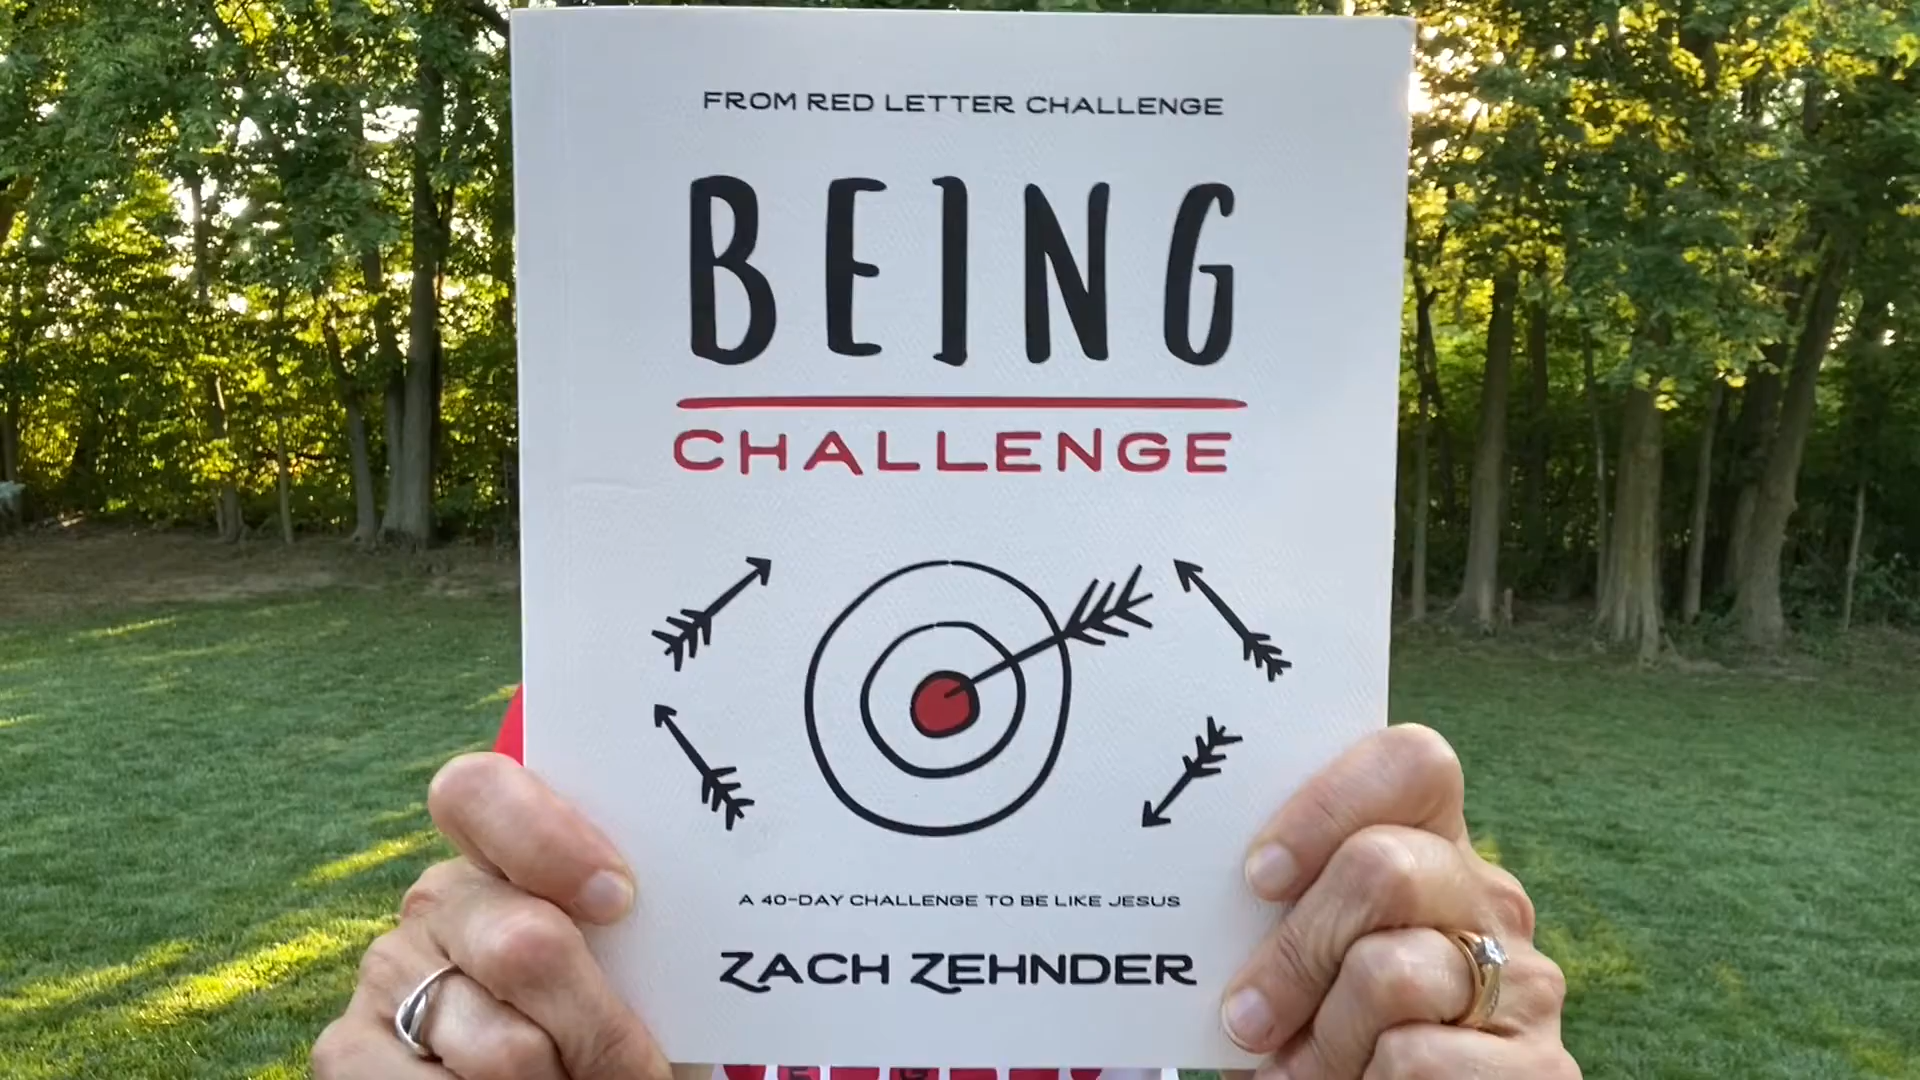 FROM RED LETTER CHALLENGE
BEING
CHALLENGE
A 40-DAY CHALLENGE TO BE LIKE JESUS
ZACH ZEHNDER